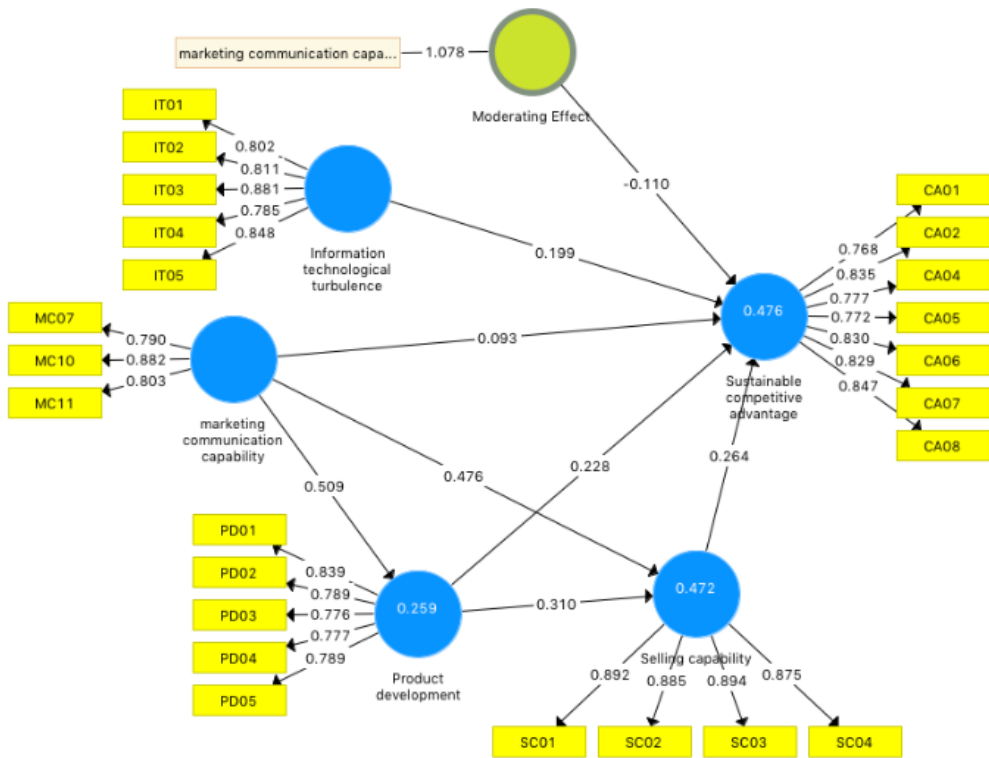 marketing communication capa...
1.078
Moderating Effect
IT01
IT02
IT03
IT04
IT05
0.802
0.811
0.881
0.785
0.848
Information
technological
turbulence
-0.110
0.199
CA01
CA02
CA04
CA05
CA06
CA07
CA08
0.768
0.835
0.777
0.772
0.830
0.829
0.847
0.476
Sustainable
competitive
advantage
MC07
MC10
MC11
0.790
0.882
0.803
marketing
communication
capability
0.093
0.509
0.476
0.228
0.264
PD01
PD02
PD03
PD04
PD05
0.839
0.789
0.776
0.777
0.789
0.259
Product
development
0.310
0.472
Selling capability
0.892
0.885
0.894
0.875
SC01
SC02
SC03
SC04